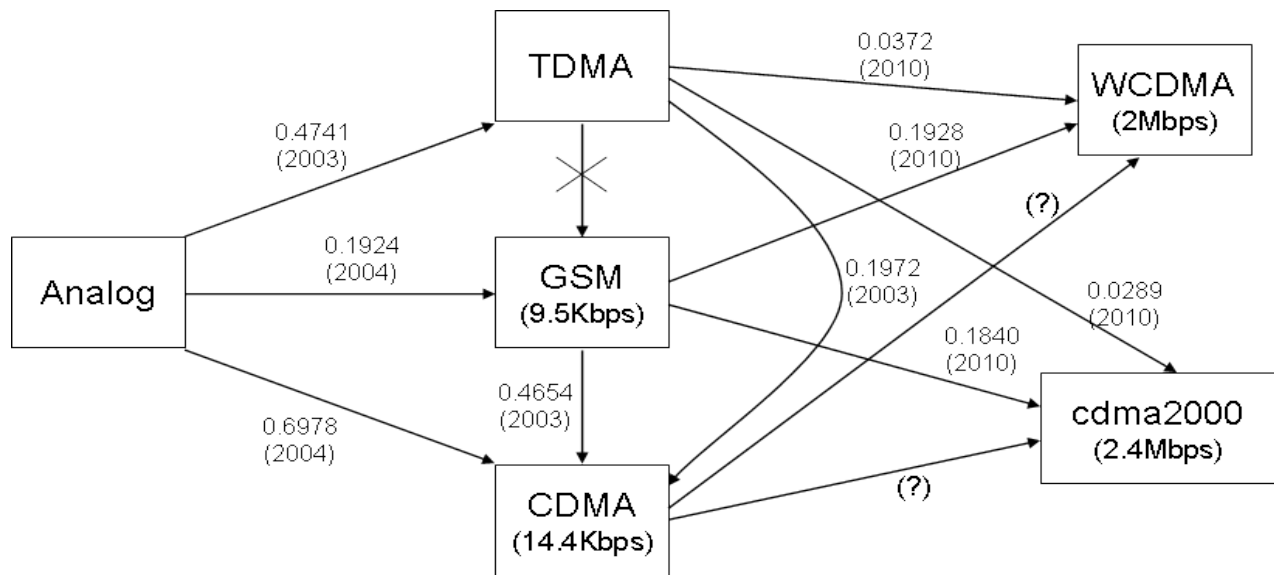 TDMA
0.0372
(2010)
WCDMA
(2Mbps)
0.4741
(2003)
0.1928
(2010)
(?)
Analog
0.1924
(2004)
GSM
(9.5Kbps)
0.1972
(2003)
0.0289
(2010)
0.1840
(2010)
0.4654
(2003)
0.6978
(2004)
cdma2000
(2.4Mbps)
(?)
CDMA
(14.4Kbps)